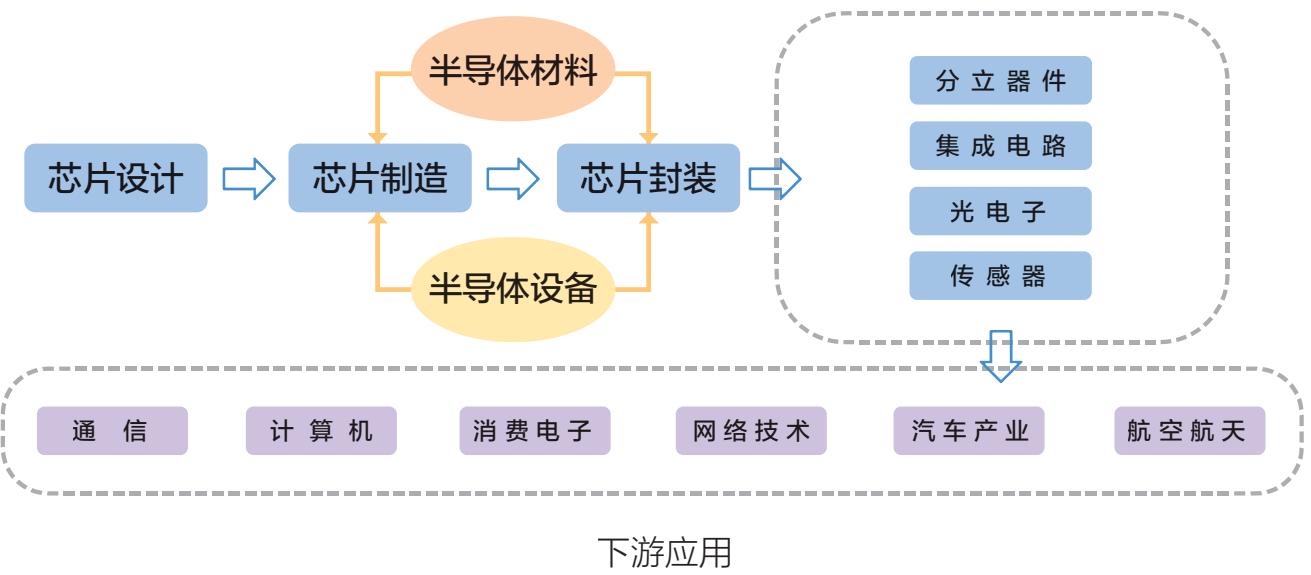 半导体材料
芯片设计
芯片制造
芯片封装
半导体设备
分立器件
集成电路
光电子
传感器
通信
计算机
消费电子
网络技术
汽车产业
航空航天
下游应用